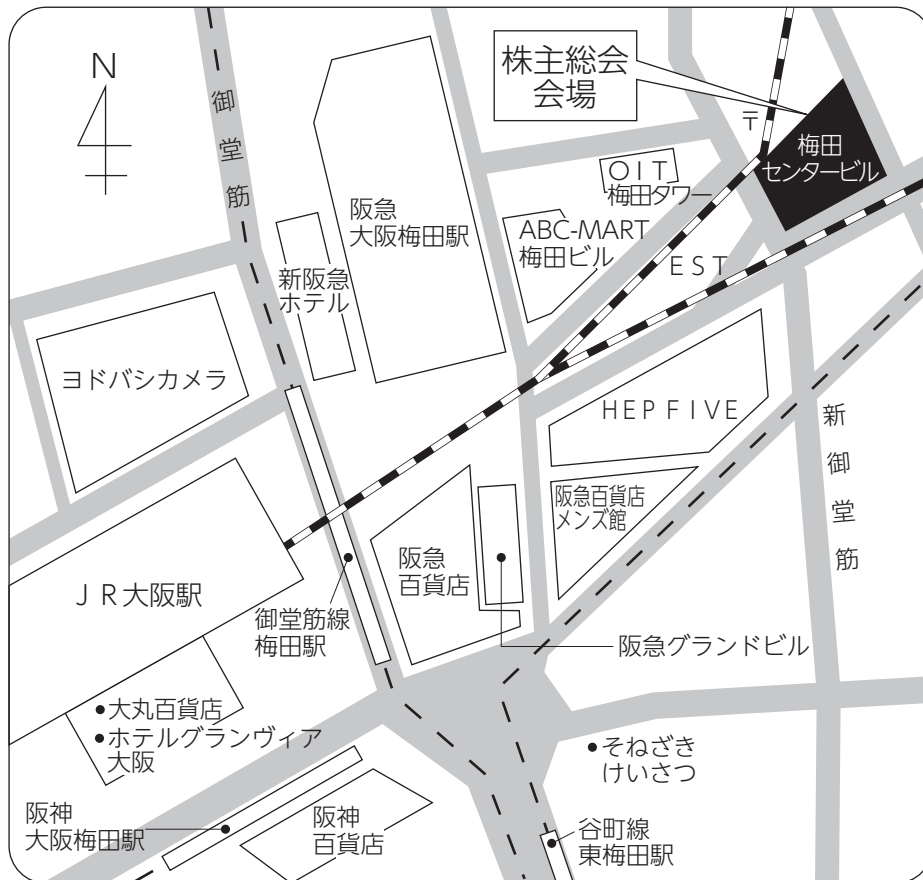 N
御堂筋
株主総会
会場
〒
梅田
センタービル
ＯＩＴ
梅田タワー
ABC-MART
梅田ビル
ＥＳＴ
阪急
大阪梅田駅
新阪急
ホテル
ヨドバシカメラ
ＨＥＰ ＦＩＶＥ
新御堂筋
阪急百貨店
メンズ館
阪急
百貨店
ＪＲ大阪駅
御堂筋線
梅田駅
阪急グランドビル
大丸百貨店
ホテルグランヴィア
大阪
そねざき
けいさつ
阪神
大阪梅田駅
阪神
百貨店
谷町線
東梅田駅